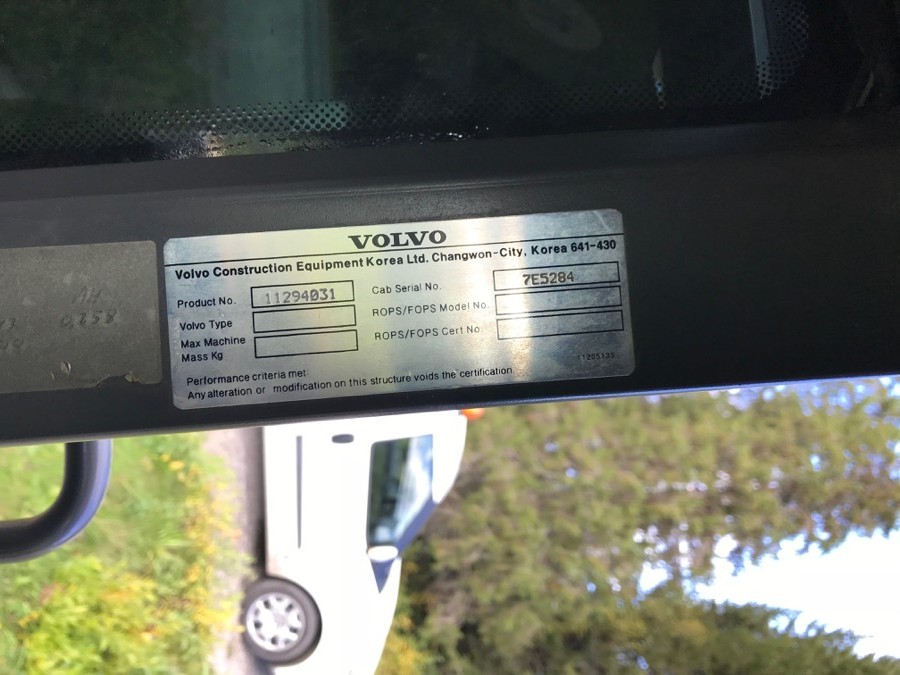 VOLVO
Volvo Construction Equipment Korea Ltd. Changwon-City, Korea 641-430
Product No. 11294031
Cab Serial No. 7E5284
Volvo Type
ROPS/FOPS Model No.
Max Machine
Mass Kg
ROPS/FOPS Cert No.
11205135
Performance criteria met
Any alteration or modification on this structure voids the certification